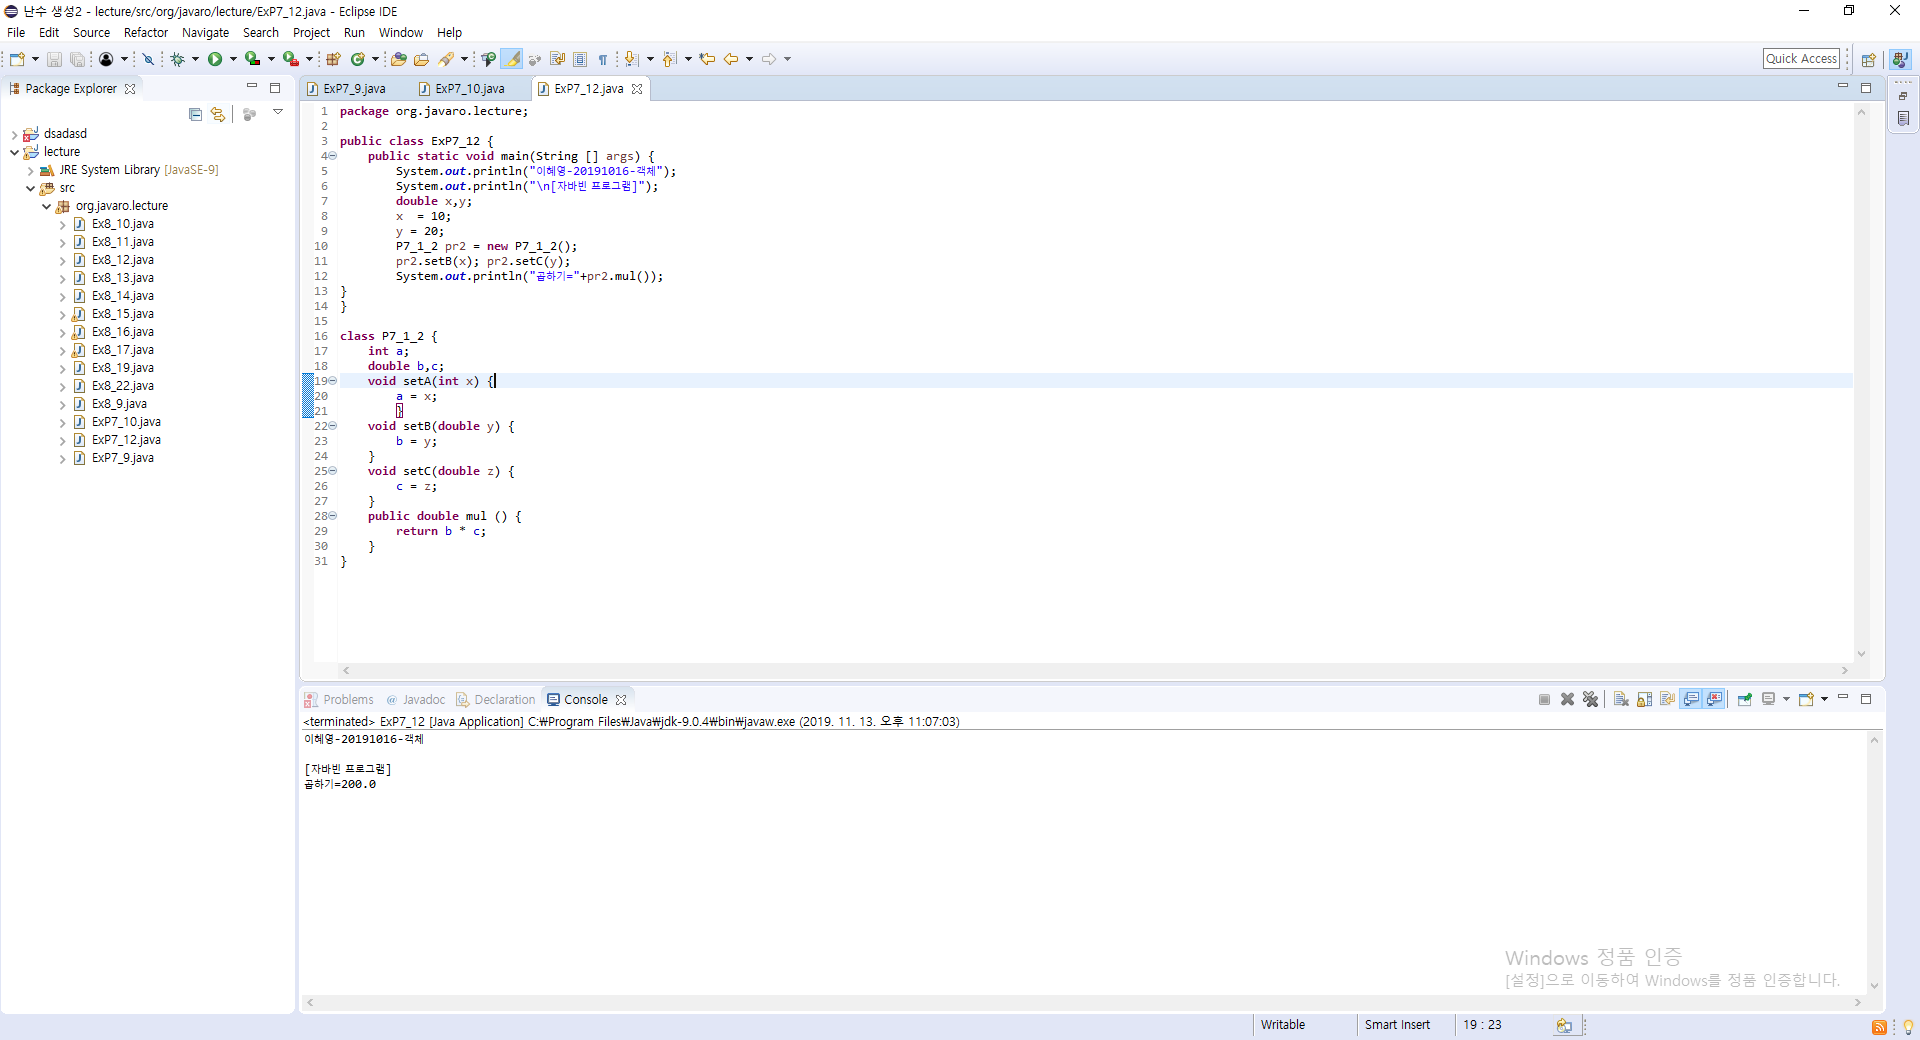 난수 생성2 - lecture/src/org/javaro/lecture/ExP7_12.java - Eclipse IDE
File Edit Source Refactor Navigate Search Project Run Window Help
Quick Access
Package Explorer
dsadasd
lecture
JRE System Library [JavaSE-9]
src
org.javaro.lecture
Ex8_10.java
Ex8_11.java
Ex8_12.java
Ex8_13.java
Ex8_14.java
Ex8_15.java
Ex8_16.java
Ex8_17.java
Ex8_19.java
Ex8_22.java
Ex8_9.java
ExP7_10.java
ExP7_12.java
ExP7_9.java
ExP7_9.java ExP7_10.java ExP7_12.java
1 package org.javaro.lecture;
2
3 public class ExP7_12 {
4 public static void main(String [] args) {
5 System.out.println("이혜영-20191016-객체");
6 System.out.println("\n[자바빈 프로그램]");
7 double x,y;
8 x  = 10;
9 y = 20;
10 P7_1_2 pr2 = new P7_1_2();
11 pr2.setB(x); pr2.setC(y);
12 System.out.println("곱하기="+pr2.mul());
13 }
14 }
15
16 class P7_1_2 {
17 int a;
18 double b,c;
19 void setA(int x) {
20 a = x;
21 }
22 void setB(double y) {
23 b = y;
24 }
25 void setC(double z) {
26 c = z;
27 }
28 public double mul () {
29 return b * c;
30 }
31 }
Problems Javadoc Declaration Console
<terminated> ExP7_12 [Java Application] C:₩Program Files₩Java₩jdk-9.0.4₩bin₩javaw.exe (2019. 11. 13. 오후 11:07:03)
이혜영-20191016-객체
[자바빈 프로그램]
곱하기=200.0
Windows 정품 인증
[설정]으로 이동하여 Windows를 정품 인증합니다.
Writable Smart Insert 19 : 23